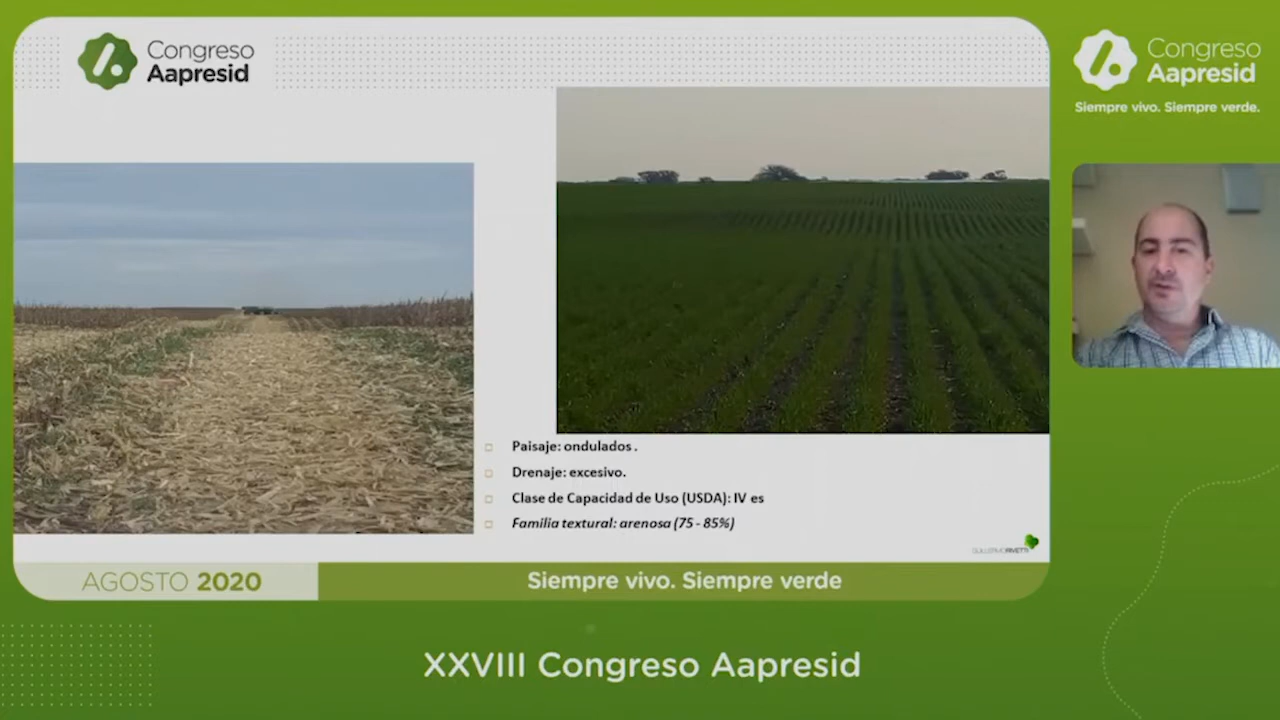 Congreso
Aapresid
Congreso
Aapresid
Siempre vivo. Siempre verde.
Paisaje: ondulados .
Drenaje: excesivo.
Clase de Capacidad de Uso (USDA): IV es
Familia textural: arenosa (75 - 85%)
GUILLERMORIVETTI
AGOSTO 2020
Siempre vivo. Siempre verde
XXVIII Congreso Aapresid